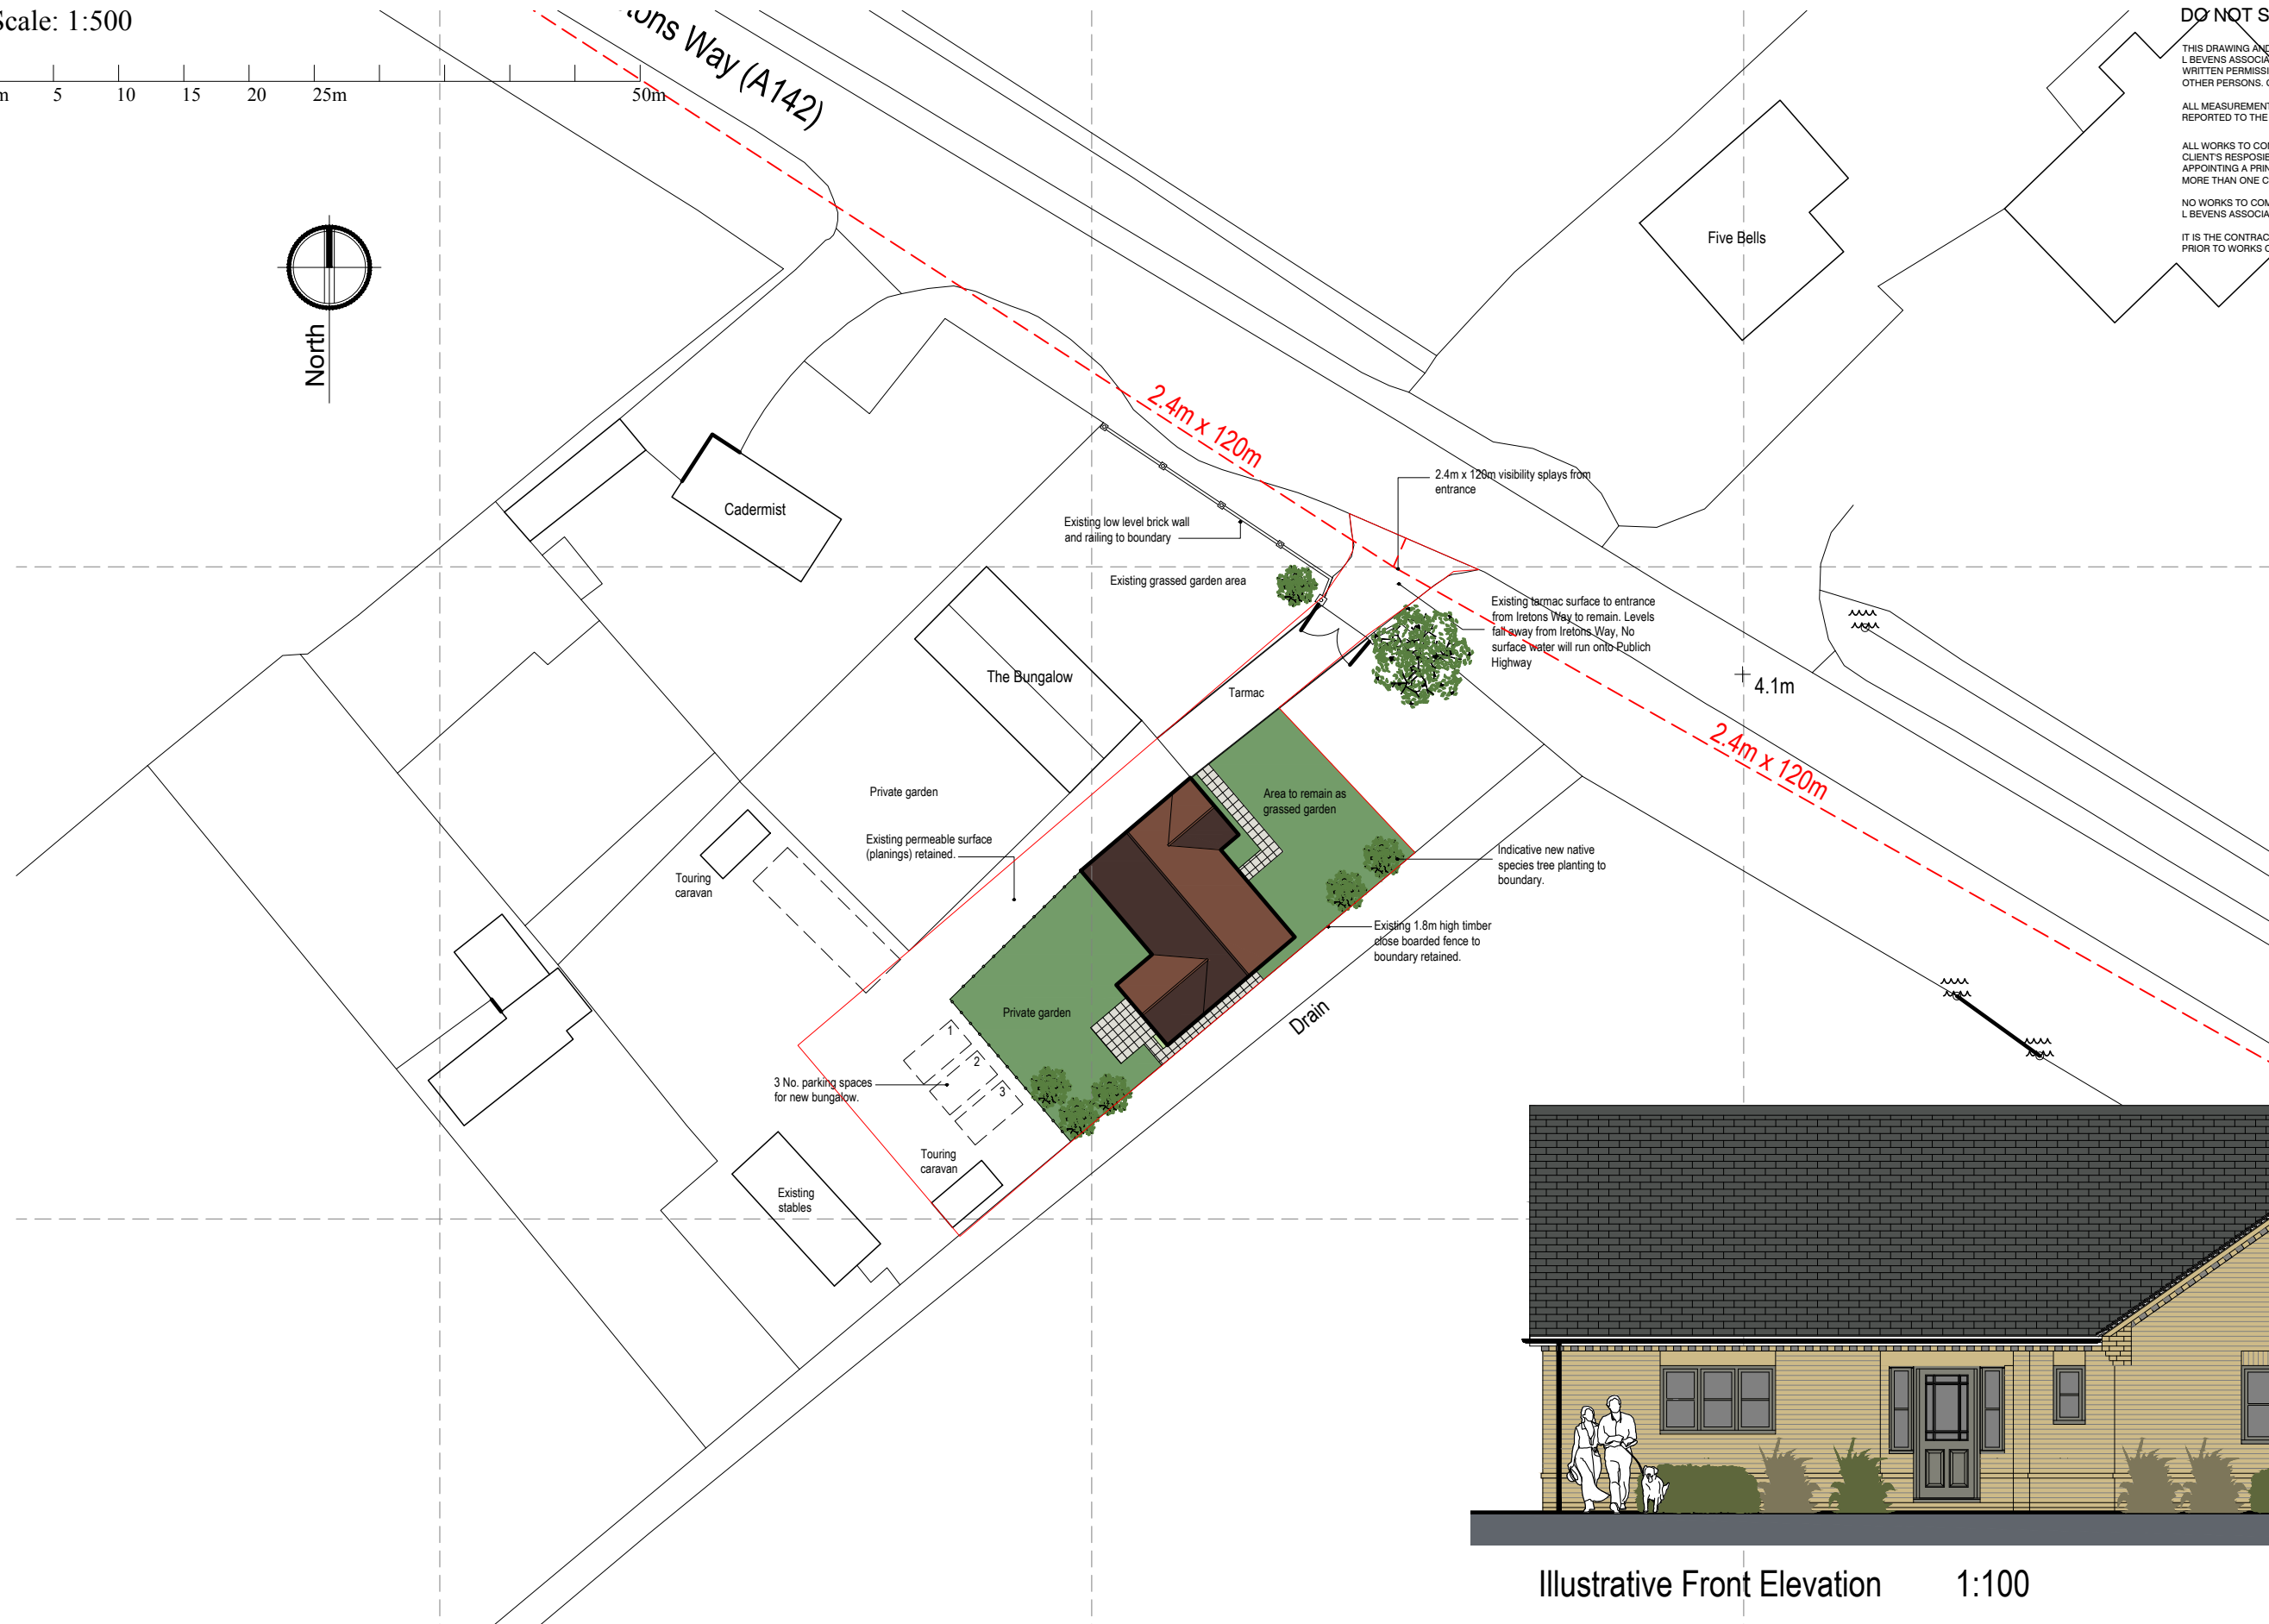 Scale: 1:500
5 10 15 20 25m 50m
North
tons Way (A142)
DO NOT S
THIS DRAWING AND
L BEVENS ASSOCIA
WRITTEN PERMISSI
OTHER PERSONS.
ALL MEASUREMENT
REPORTED TO THE
ALL WORKS TO COM
CLIENT'S RESPOSIB
APPOINTING A PRIN
MORE THAN ONE C
NO WORKS TO COM
L BEVENS ASSOCIA
IT IS THE CONTRAC
PRIOR TO WORKS C
Five Bells
2.4m x 120m
2.4m x 120m visibility splays from
entrance
Cadermist
Existing low level brick wall
and railing to boundary
Existing grassed garden area
Existing tarmac surface to entrance
from Iretons Way to remain. Levels
fall away from Iretons Way, No
surface water will run onto Publich
Highway
The Bungalow
Tarmac
4.1m
2.4m x 120m
Private garden
Area to remain as
grassed garden
Existing permeable surface
(planings) retained.
Touring
caravan
Indicative new native
species tree planting to
boundary.
Existing 1.8m high timber
close boarded fence to
boundary retained.
Private garden
Drain
1
2
3
3 No. parking spaces
for new bungalow.
Touring
caravan
Existing
stables
Illustrative Front Elevation 1:100